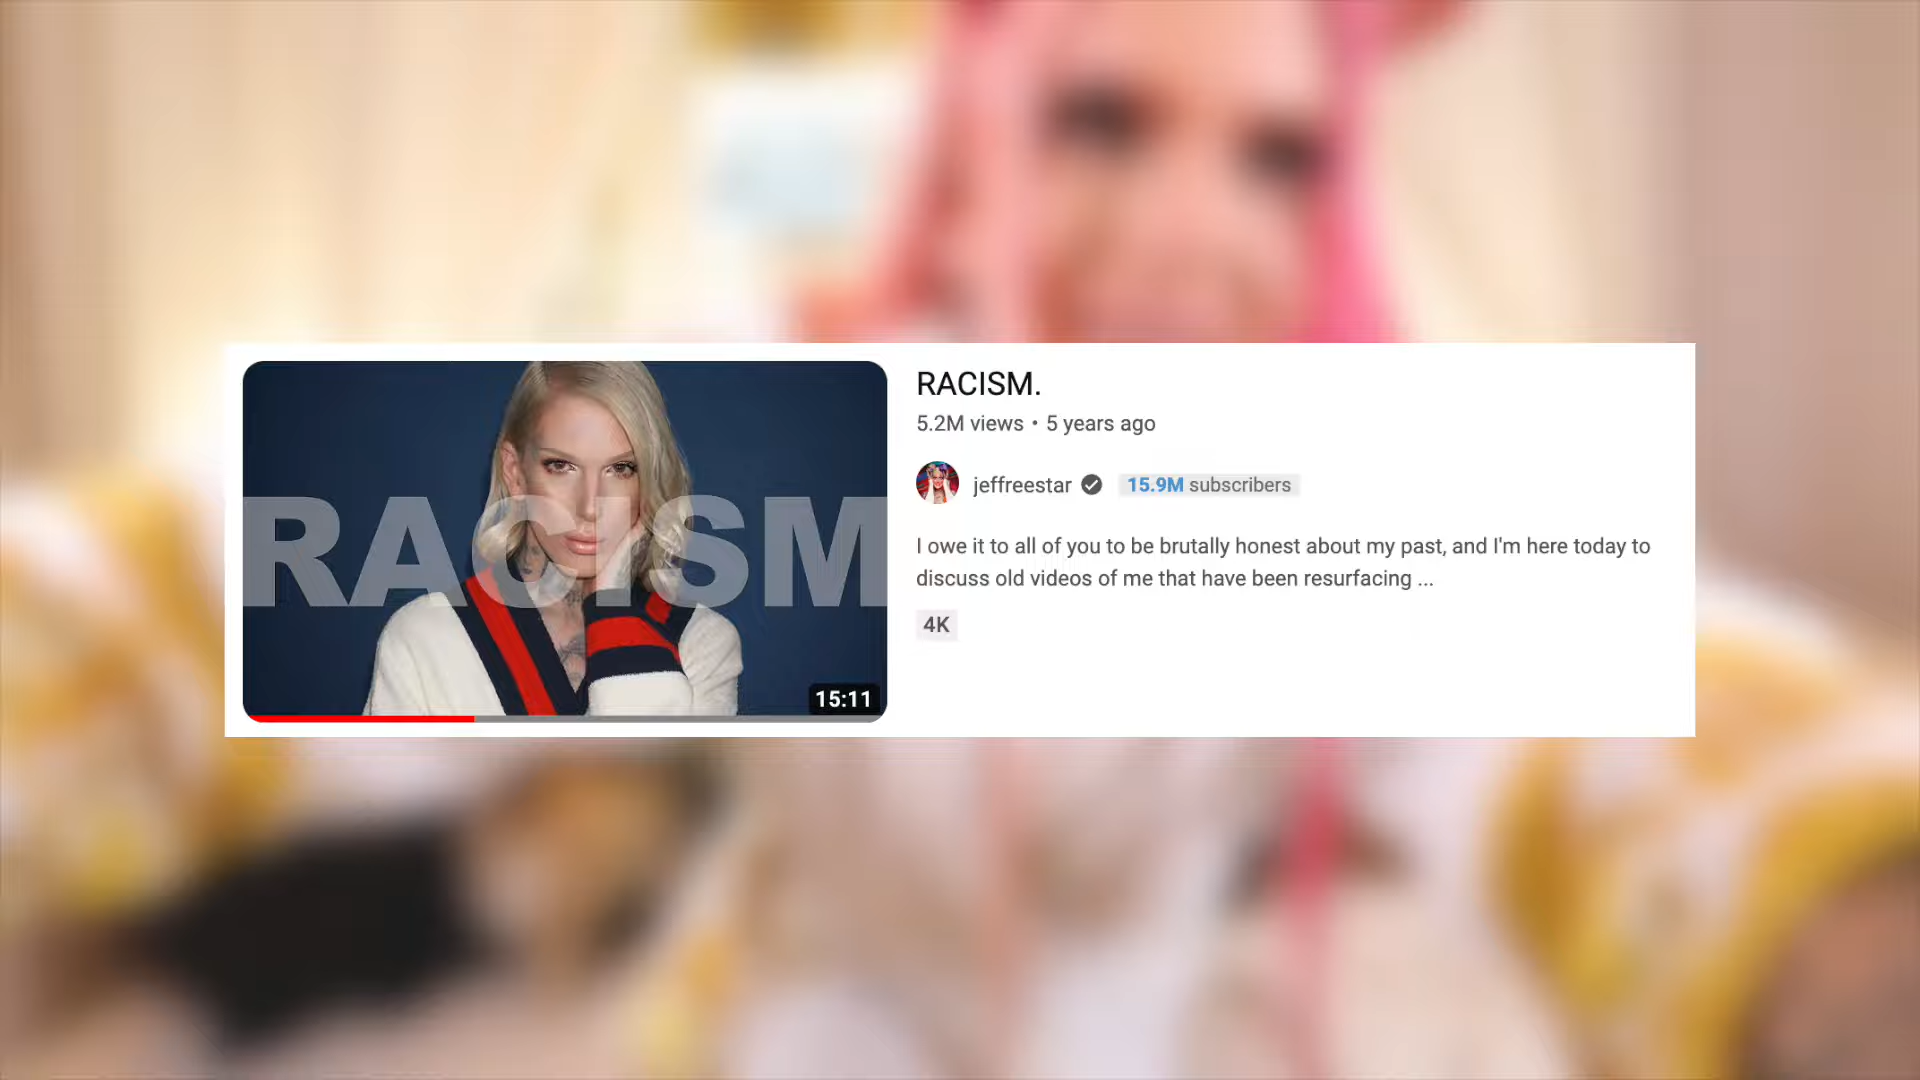 RACISM
15:11
RACISM.
5.2M views • 5 years ago
jeffreestar 15.9M subscribers
I owe it to all of you to be brutally honest about my past, and I'm here today to
discuss old videos of me that have been resurfacing ...
4K